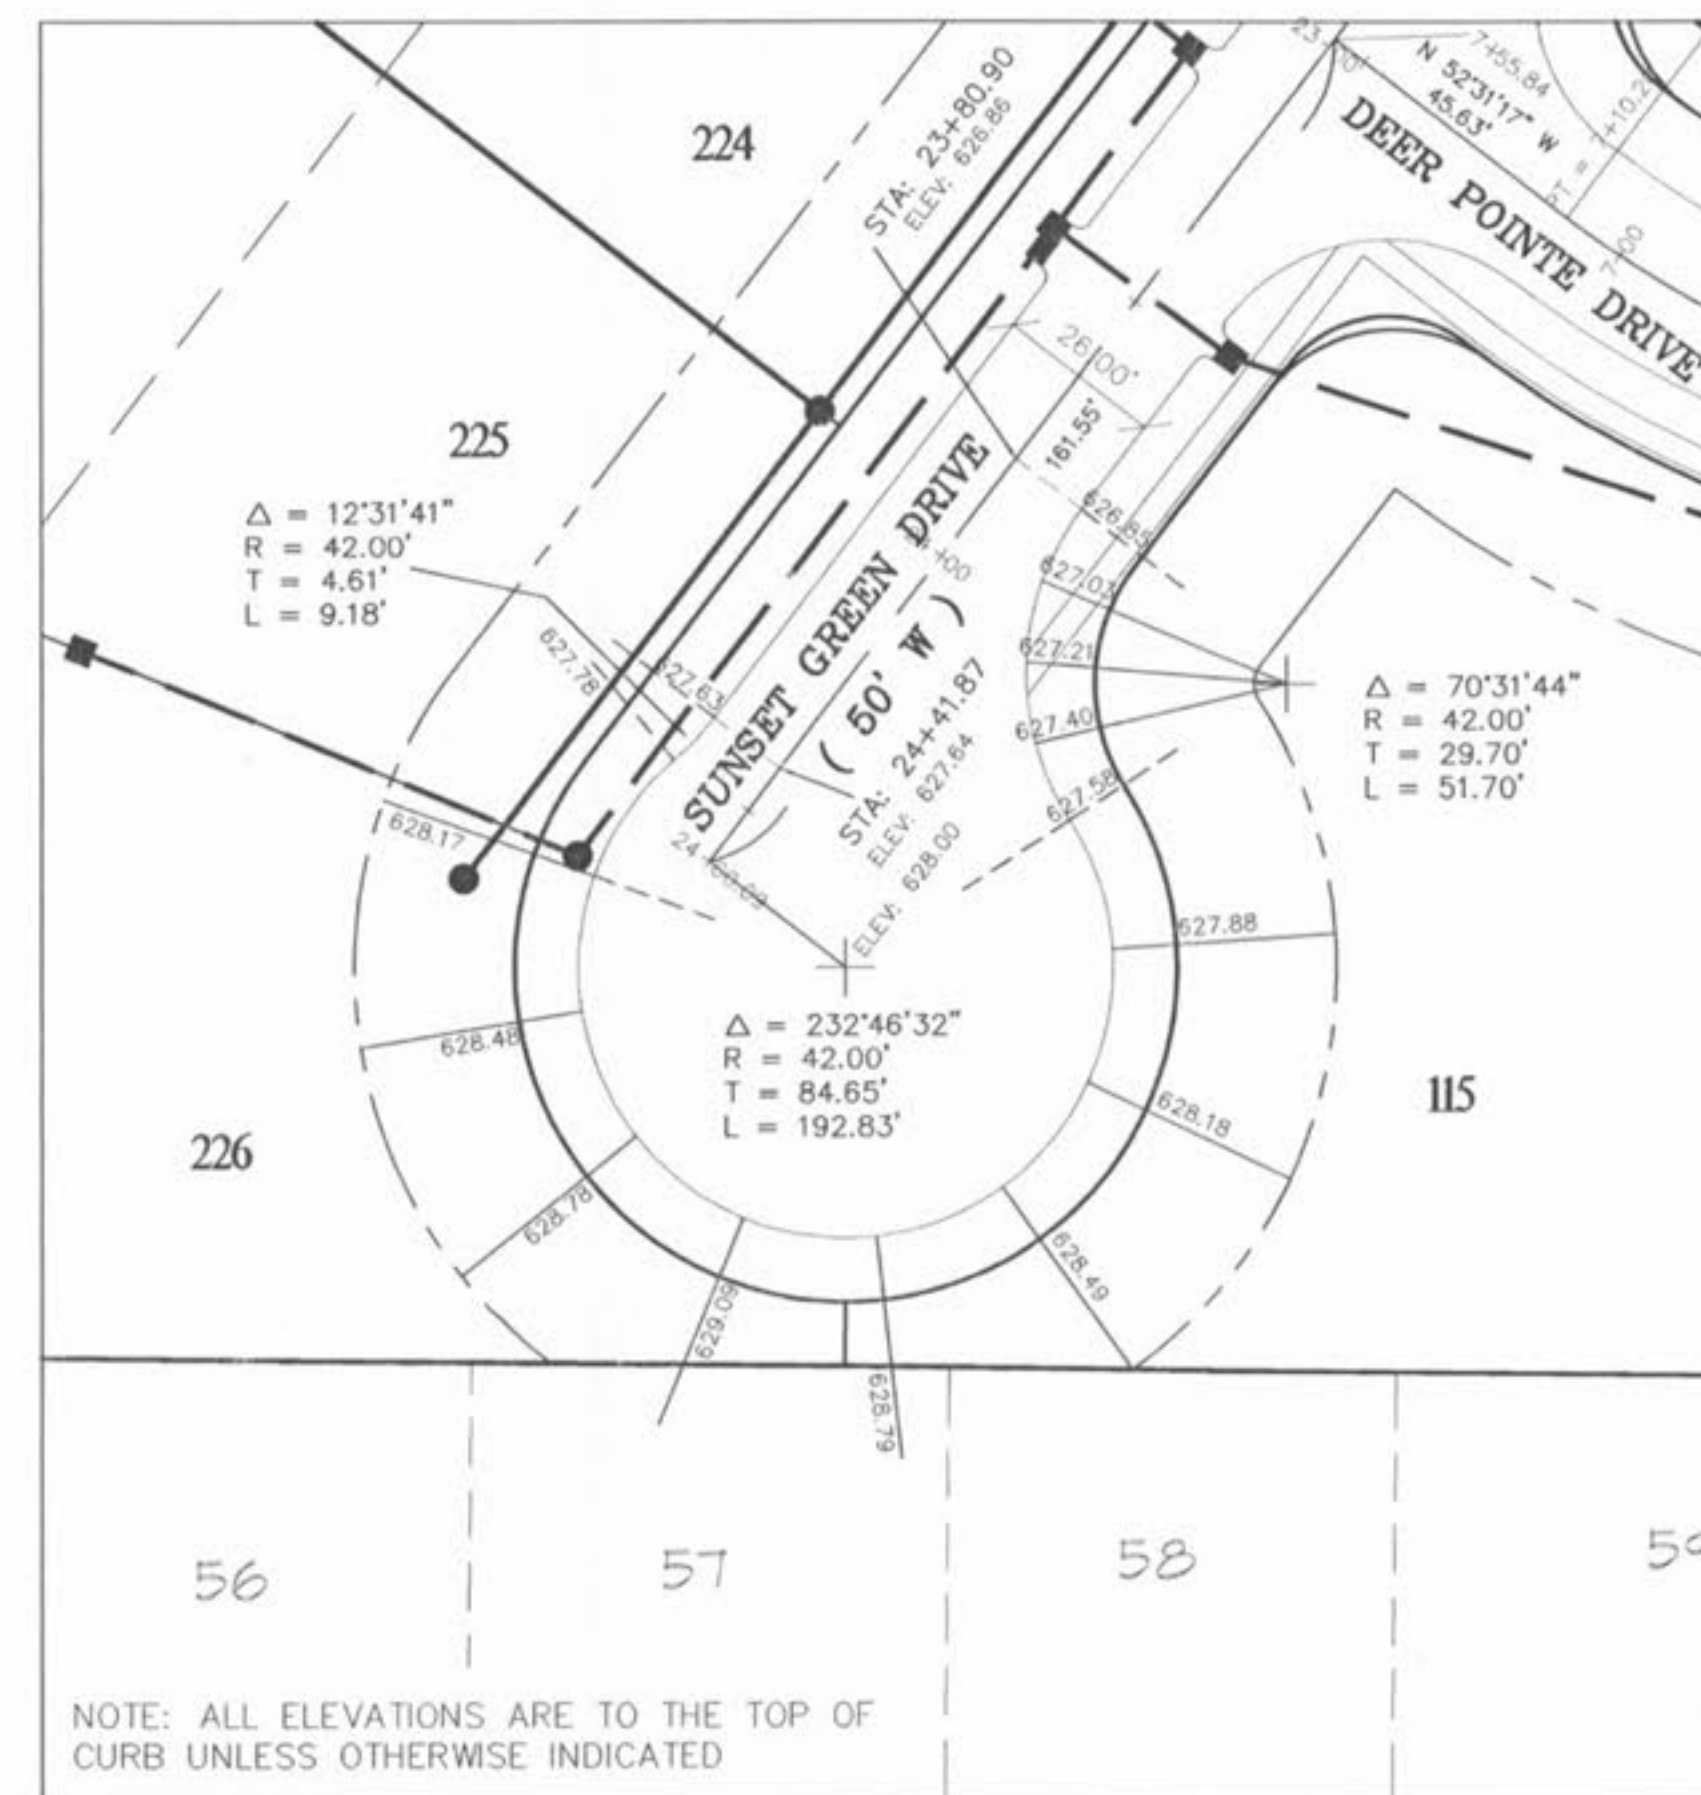 224
STA: 23+80.90
ELEV: 626.86
7+55.84
N 52°31'17" W
45.63'
DEER POINTE DRIVE
7+00
26.00'
161.55'
225
Δ = 12°31'41"
R = 42.00'
T = 4.61'
L = 9.18'
627.78
627.63
SUNSET GREEN DRIVE
( 50' W )
+00
STA: 24+41.87
ELEV: 627.64
ELEV: 628.00
626.85
627.21
627.40
627.58
Δ = 70°31'44"
R = 42.00'
T = 29.70'
L = 51.70'
628.17
627.88
Δ = 232°46'32"
R = 42.00'
T = 84.65'
L = 192.83'
628.48
628.18
115
226
628.78
629.09
628.79
628.49
56
57
58
NOTE: ALL ELEVATIONS ARE TO THE TOP OF
CURB UNLESS OTHERWISE INDICATED